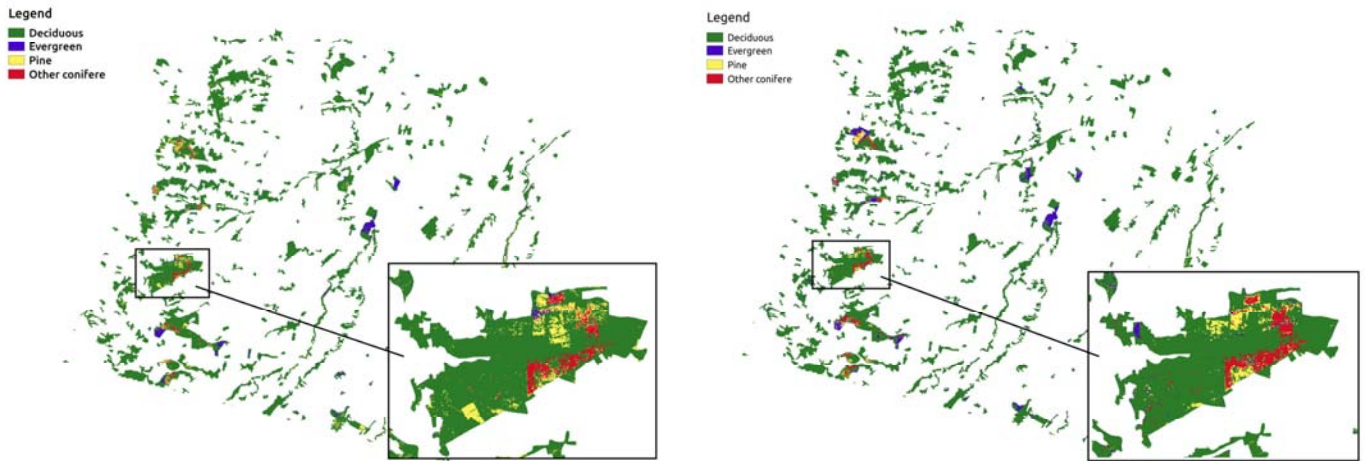 Legend
Deciduous
Evergreen
Pine
Other conifere
Legend
Deciduous
Evergreen
Pine
Other conifere